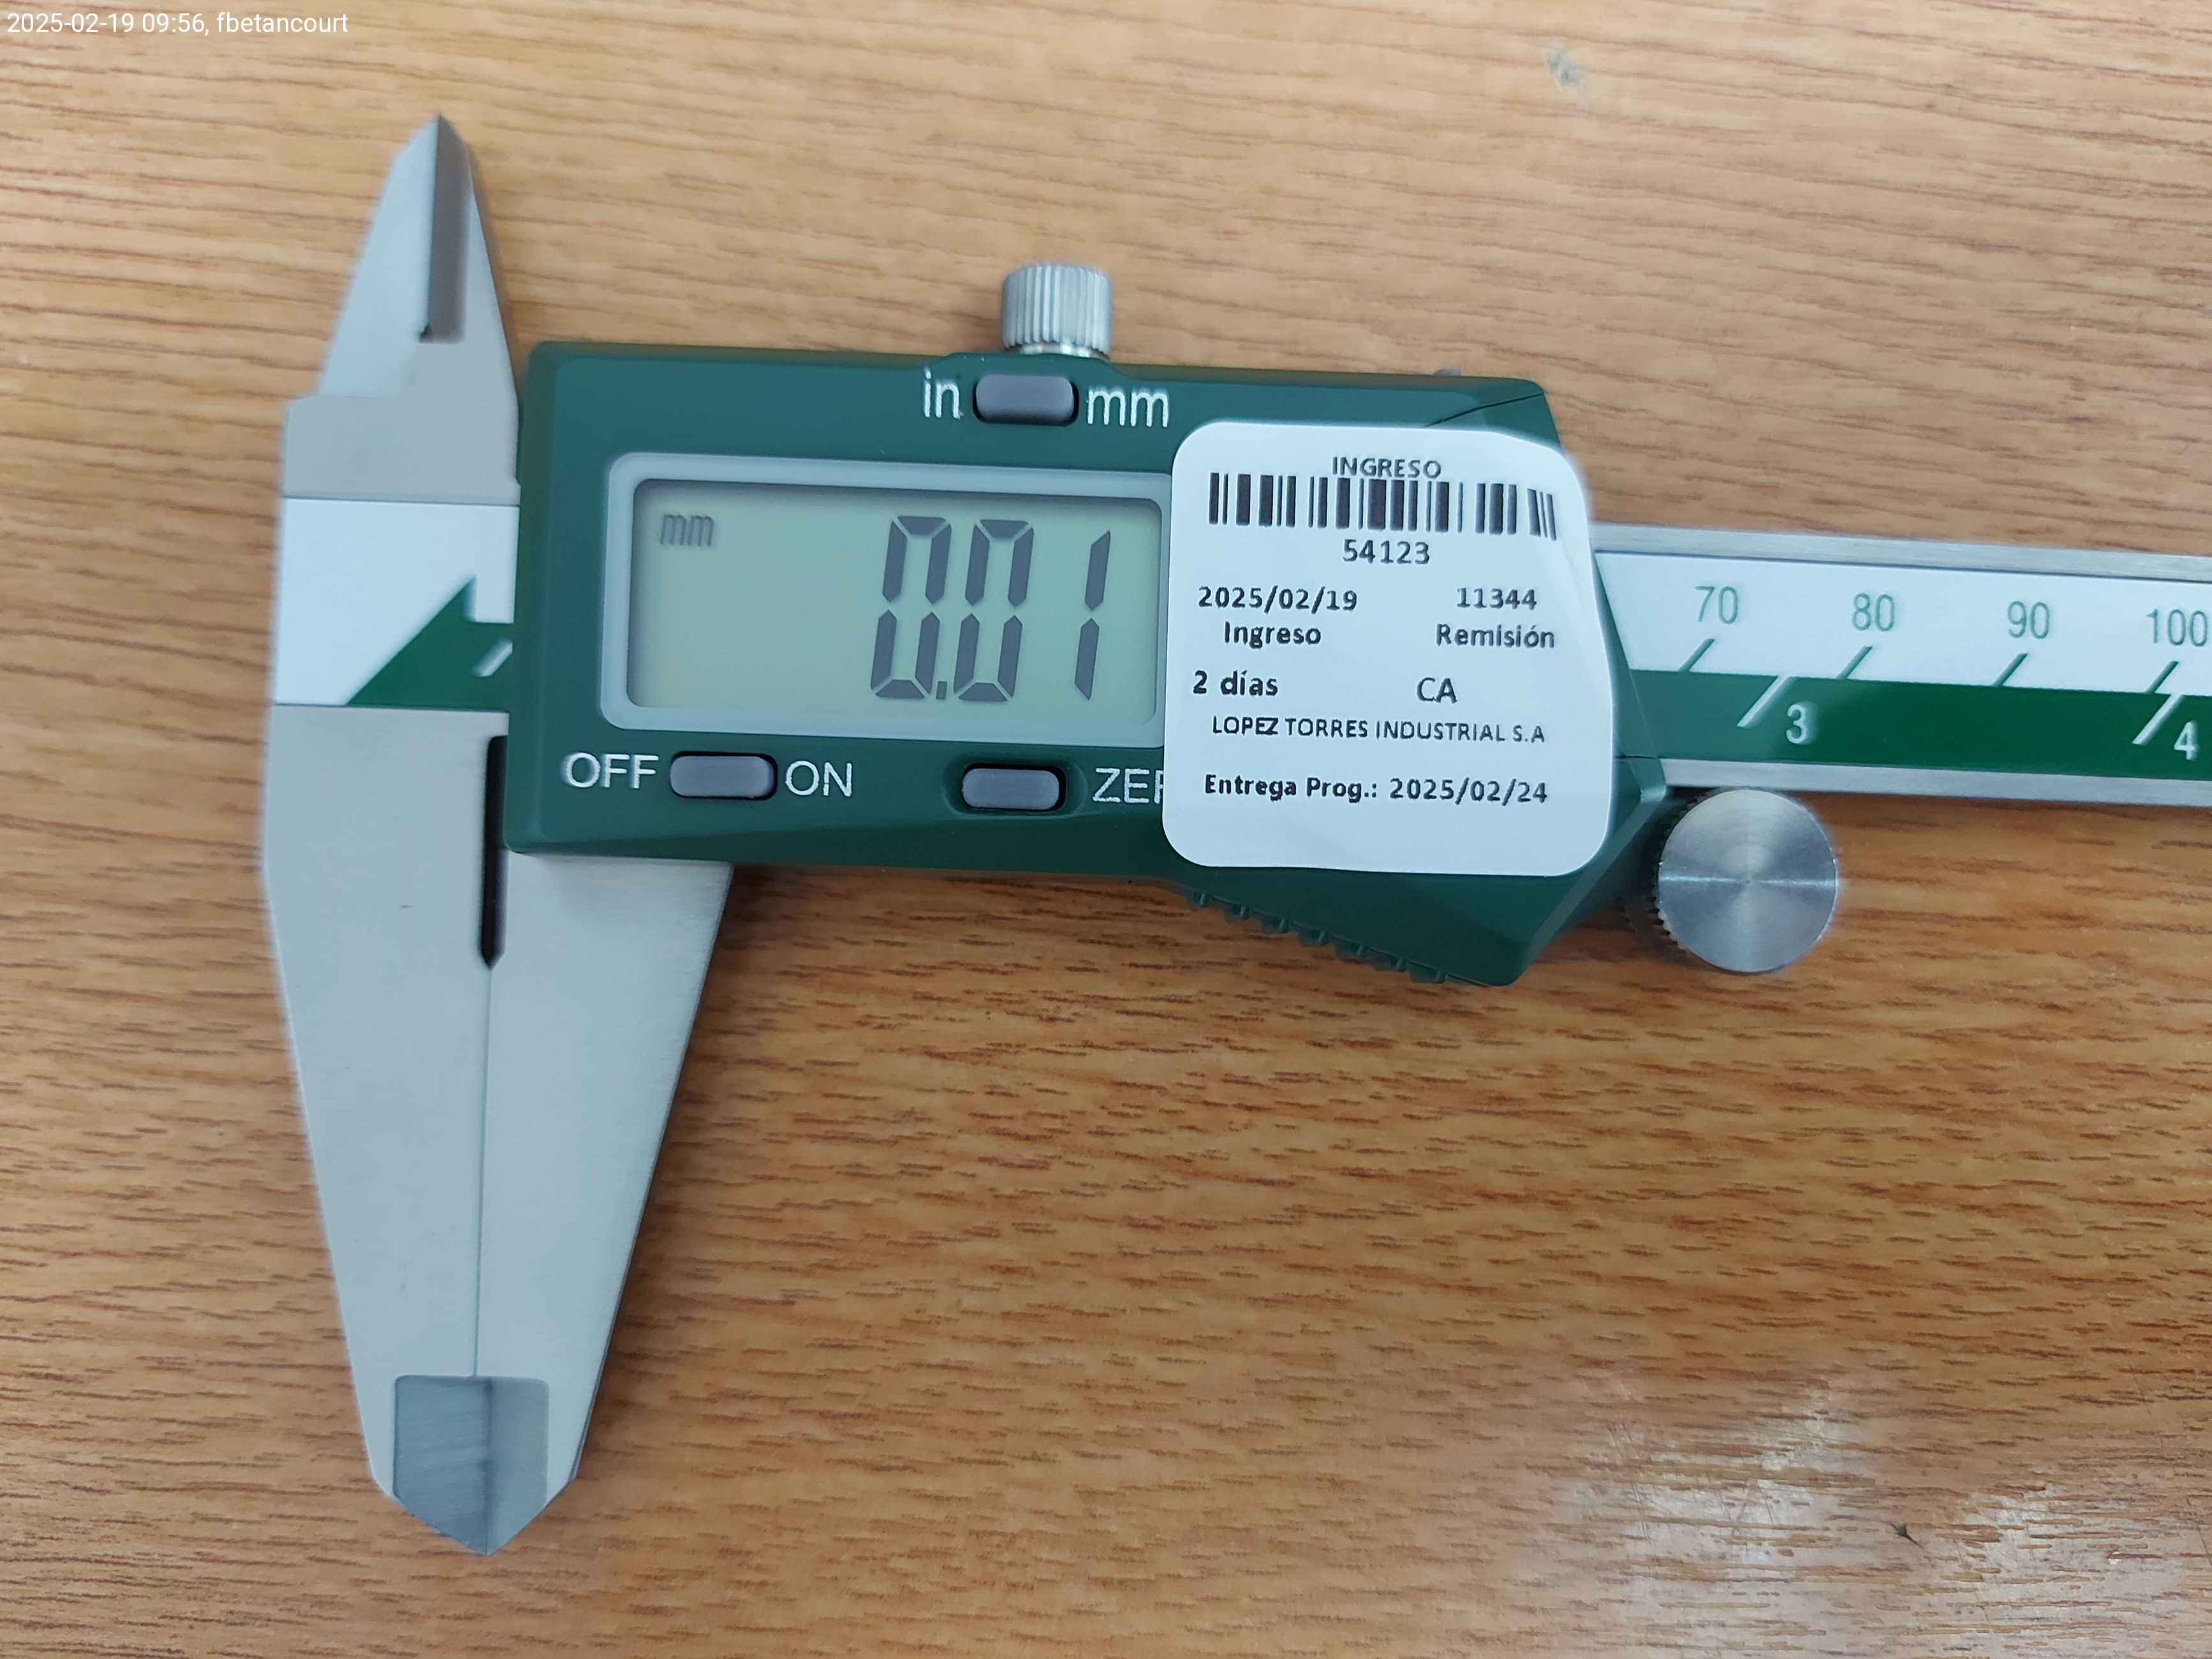 2025-02-19 09:56, fbetancourt
in mm
mm
0.01
OFF ON ZER
INGRESO
54123
2025/02/19 11344
Ingreso Remisión
2 días CA
LOPEZ TORRES INDUSTRIAL S.A
Entrega Prog.: 2025/02/24
70 80 90 100
3 4